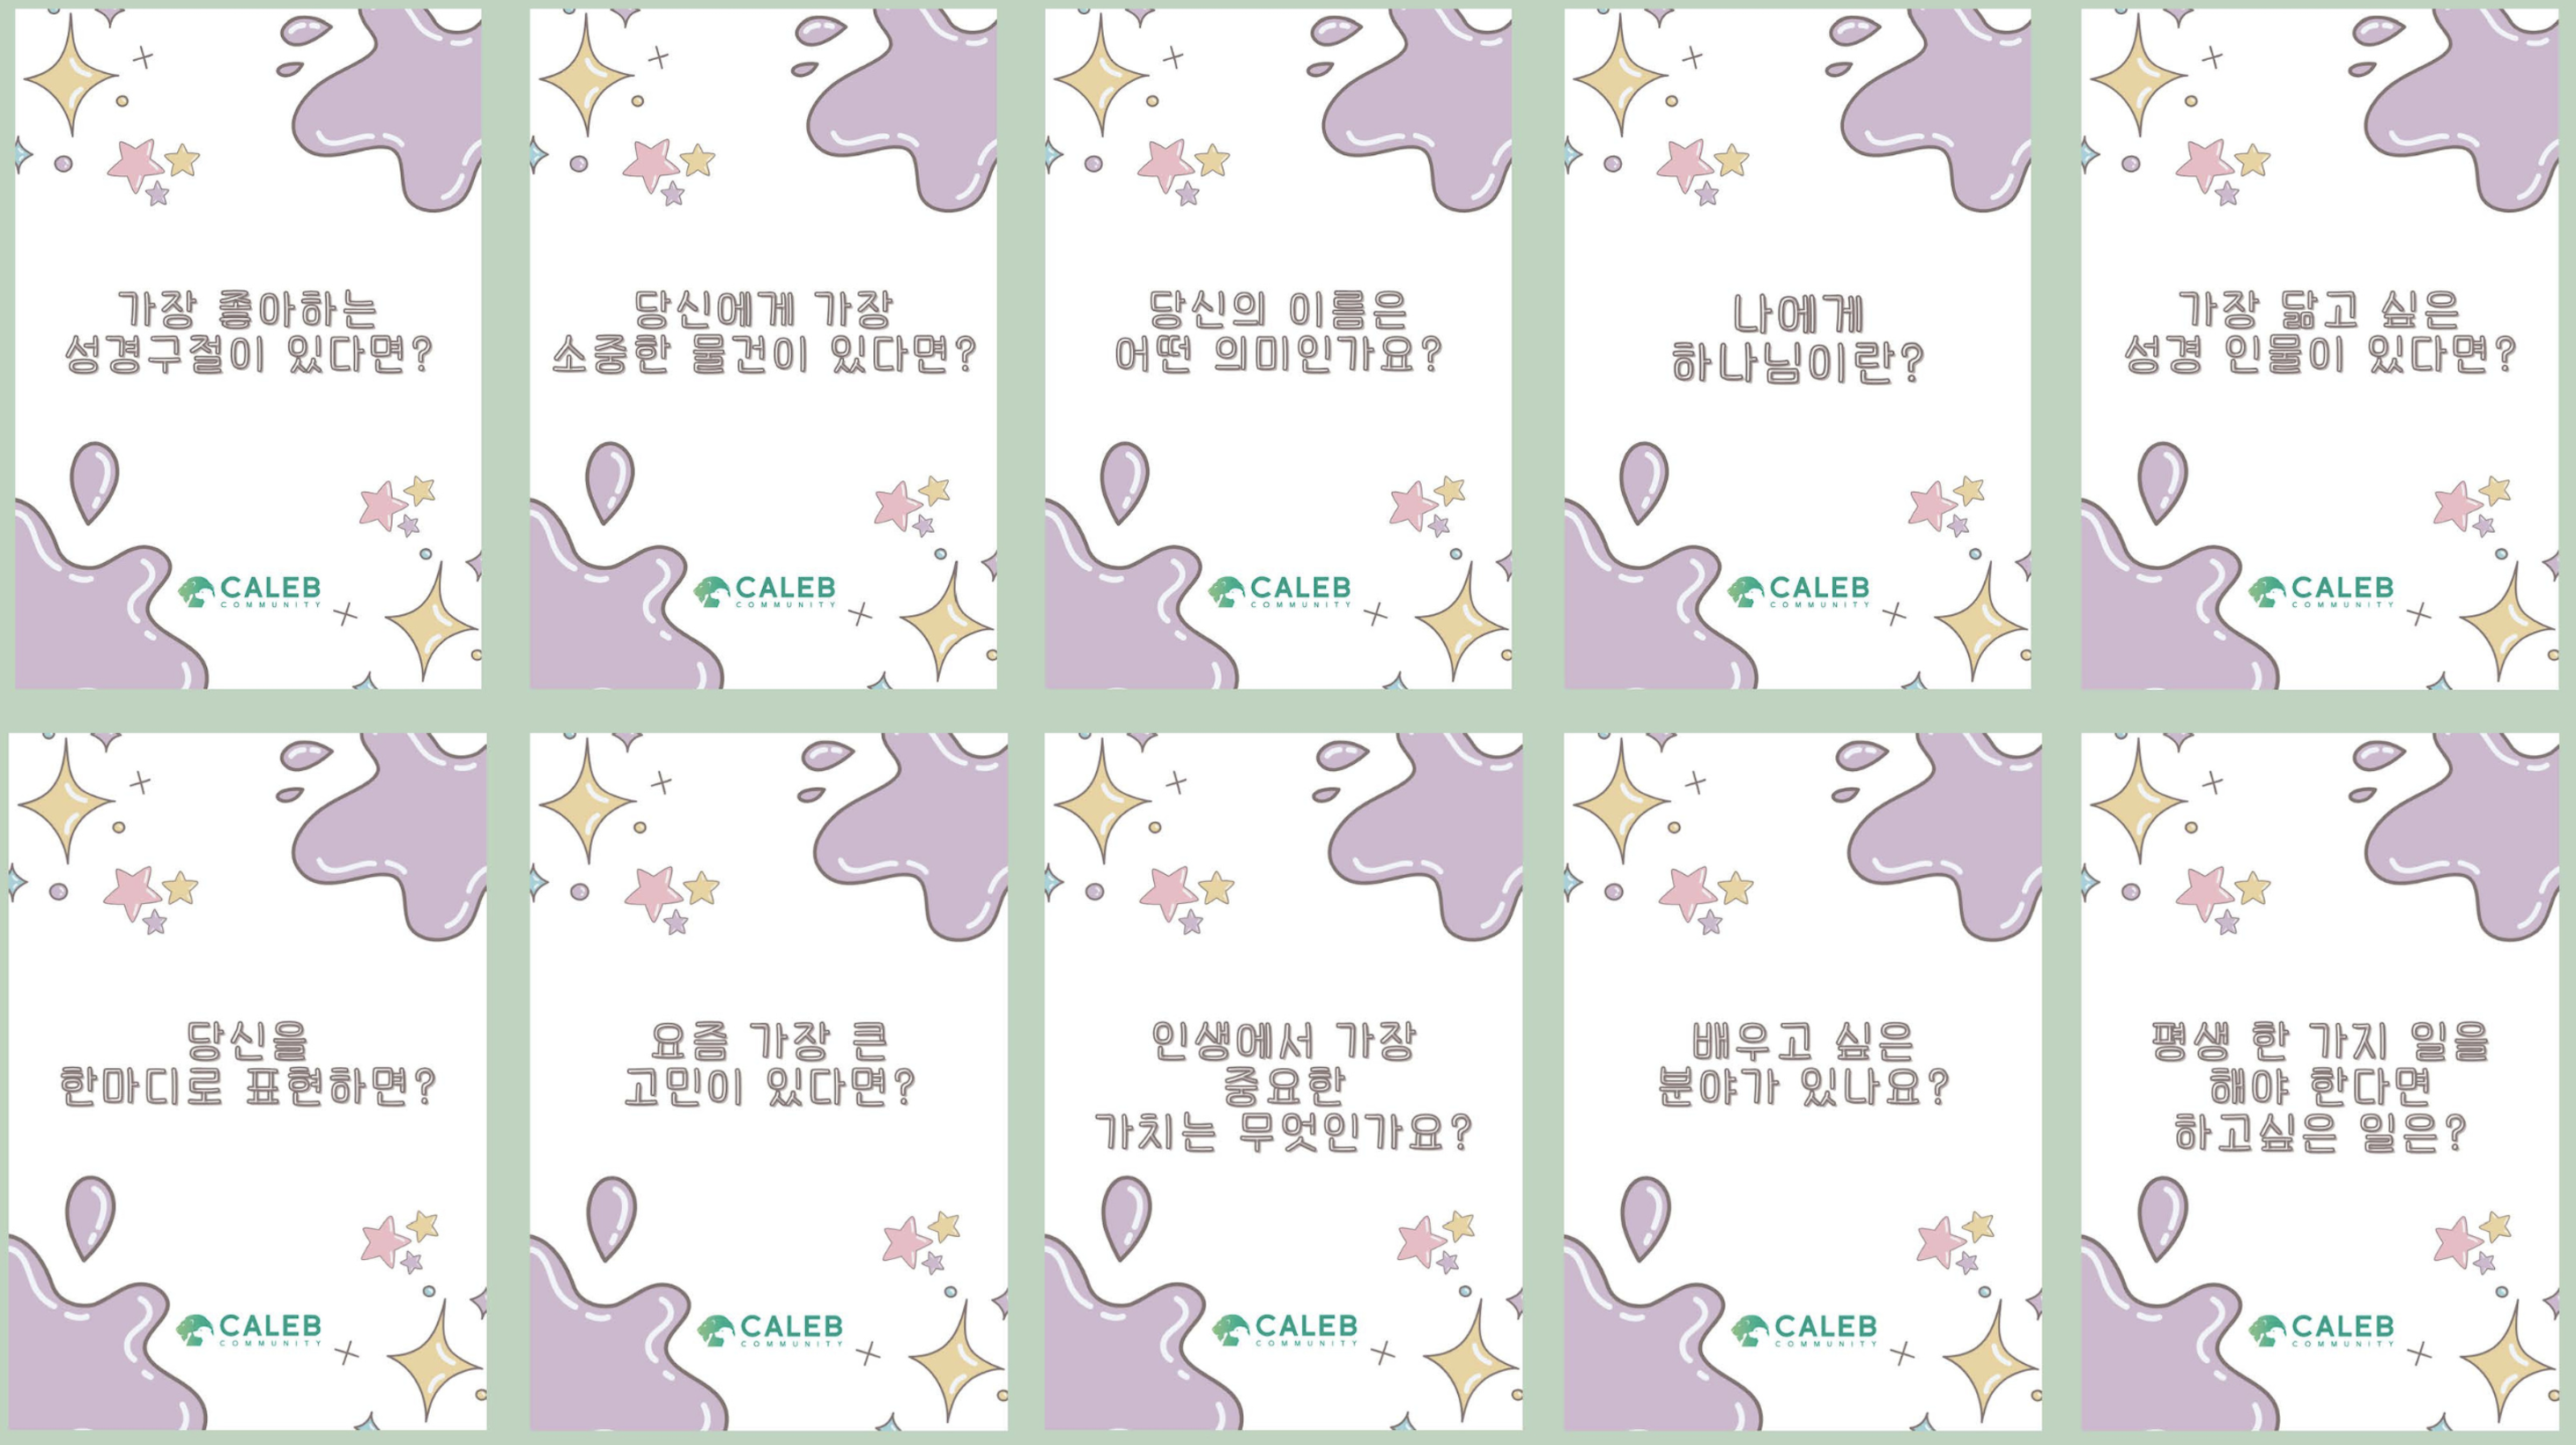 가장 좋아하는
성경구절이 있다면?
CALEB
COMMUNITY
당신에게 가장
소중한 물건이 있다면?
CALEB
COMMUNITY
당신의 이름은
어떤 의미인가요?
CALEB
COMMUNITY
나에게
하나님이란?
CALEB
COMMUNITY
가장 닮고 싶은
성경 인물이 있다면?
CALEB
COMMUNITY
당신을
한마디로 표현하면?
CALEB
COMMUNITY
요즘 가장 큰
고민이 있다면?
CALEB
COMMUNITY
인생에서 가장
중요한
가치는 무엇인가요?
CALEB
COMMUNITY
배우고 싶은
분야가 있나요?
CALEB
COMMUNITY
평생 한 가지 일을
해야 한다면
하고싶은 일은?
CALEB
COMMUNITY